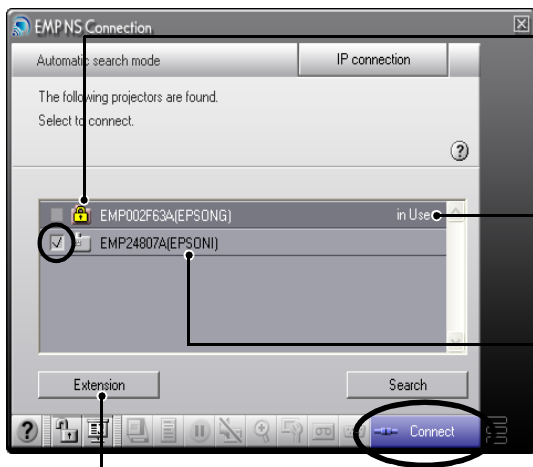 EMP NS Connection
Automatic search mode
IP connection
The following projectors are found.
Select to connect.
EMP002F63A(EPSONG)
in Use
EMP24807A(EPSONI)
Extension
Search
Connect